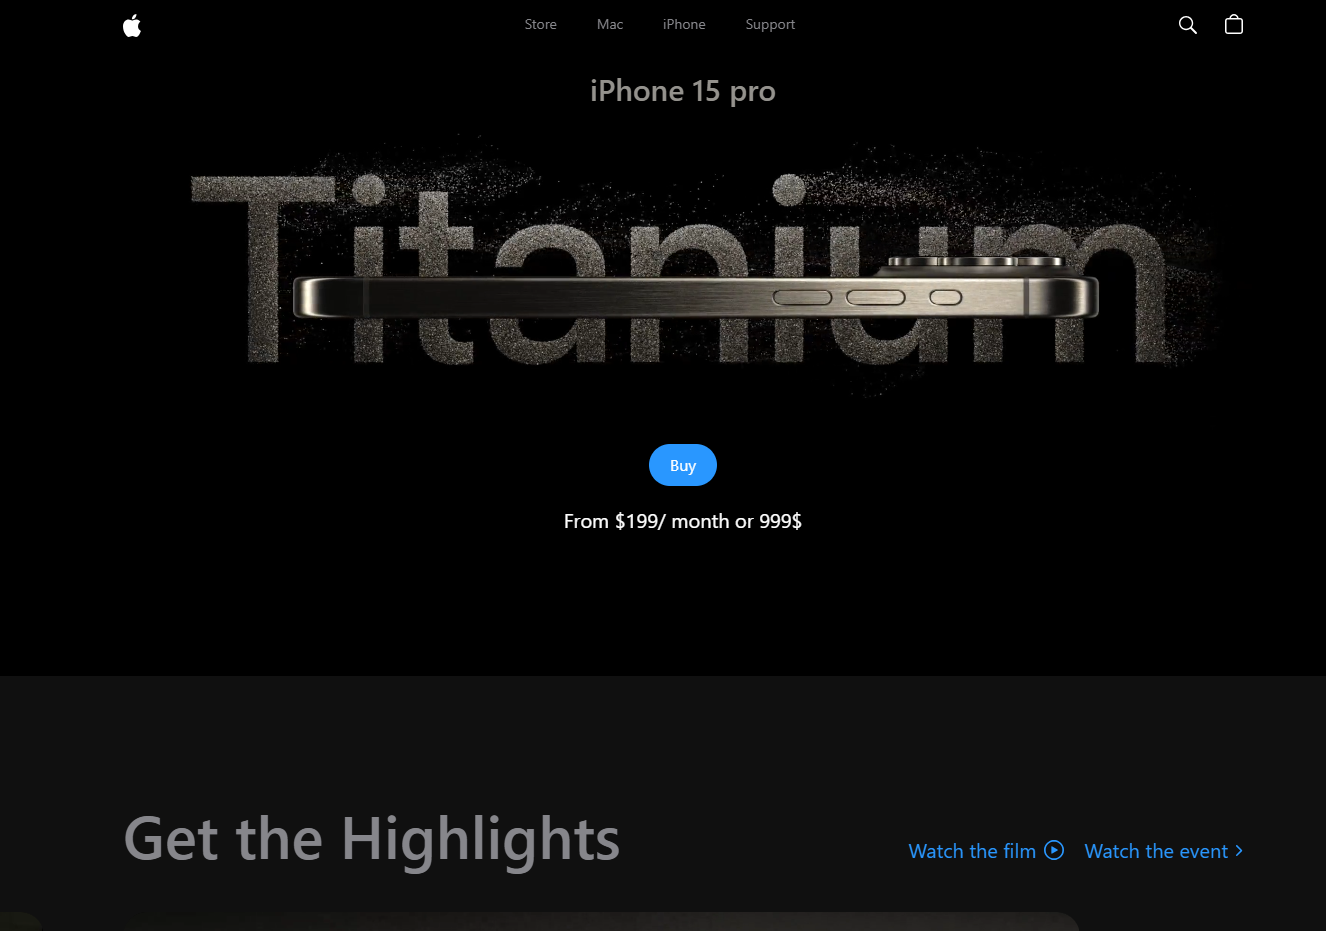 Store Mac iPhone Support
iPhone 15 pro
Titanium
Buy
From $199/ month or 999$
Get the Highlights
Watch the film Watch the event